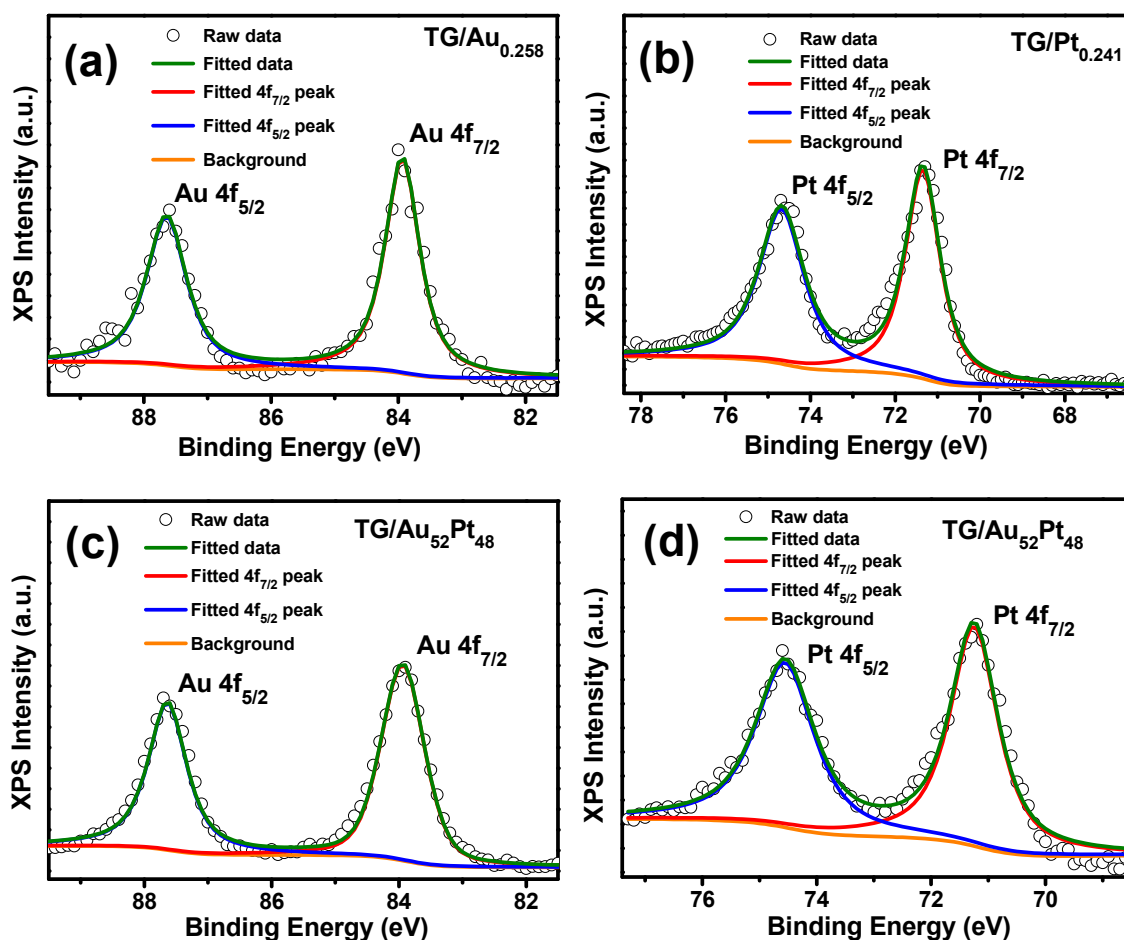 (a)
Raw data
Fitted data
Fitted 4f7/2 peak
Fitted 4f5/2 peak
Background
TG/Au0.258
Au 4f7/2
Au 4f5/2
XPS Intensity (a.u.)
88 86 84 82
Binding Energy (eV)
(b)
Raw data
Fitted data
Fitted 4f7/2 peak
Fitted 4f5/2 peak
Background
TG/Pt0.241
Pt 4f7/2
Pt 4f5/2
XPS Intensity (a.u.)
78 76 74 72 70 68
Binding Energy (eV)
(c)
Raw data
Fitted data
Fitted 4f7/2 peak
Fitted 4f5/2 peak
Background
TG/Au52Pt48
Au 4f7/2
Au 4f5/2
XPS Intensity (a.u.)
88 86 84 82
Binding Energy (eV)
(d)
Raw data
Fitted data
Fitted 4f7/2 peak
Fitted 4f5/2 peak
Background
TG/Au52Pt48
Pt 4f7/2
Pt 4f5/2
XPS Intensity (a.u.)
76 74 72 70
Binding Energy (eV)